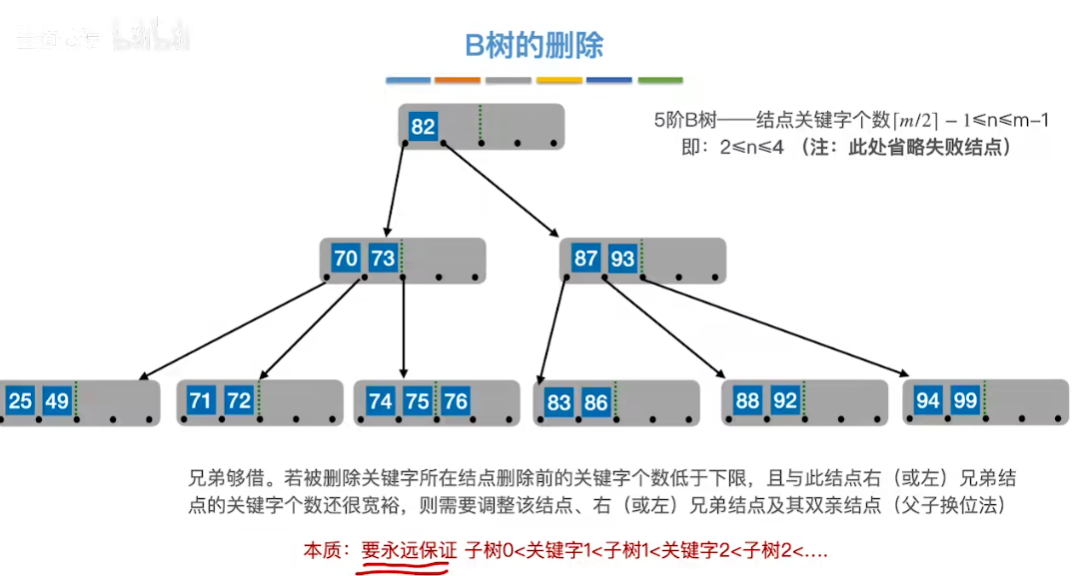 B树的删除
5阶B树——结点关键字个数⌈m/2⌉ − 1≤n≤m–1
即：2≤n≤4 （注：此处省略失败结点）
82
70 73
87 93
25 49
71 72
74 75 76
83 86
88 92
94 99
兄弟够借。若被删除关键字所在结点删除前的关键字个数低于下限，且与此结点右（或左）兄弟结
点的关键字个数还很宽裕，则需要调整该结点、右（或左）兄弟结点及其双亲结点（父子换位法）
本质：要永远保证 子树0<关键字1<子树1<关键字2<子树2<....